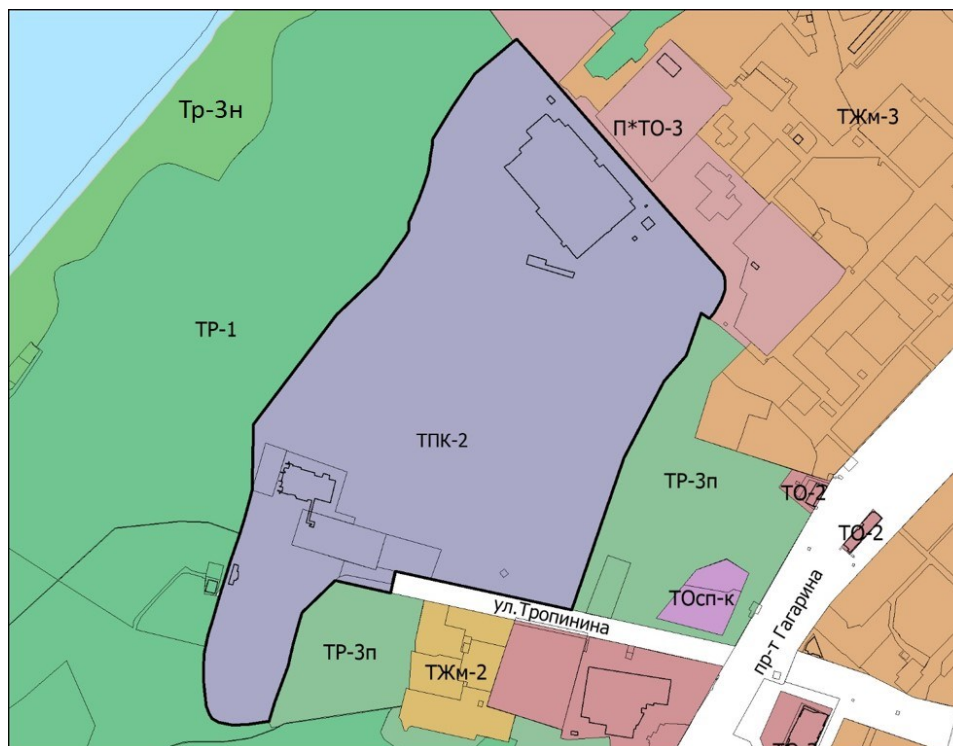 Тр-3н
П*ТО-3
ТЖм-3
ТР-1
ТПК-2
ТР-3п
ТО-2
ТО-2
ТОсп-к
ул.Тропинина
пр-т Гагарина
ТР-3п
ТЖм-2